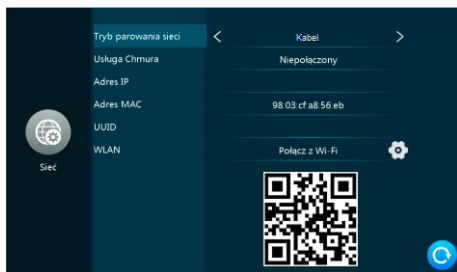 Tryb parowania sieci < Kabel >
Usługa Chmura Niepołączony
Adres IP
Adres MAC 98:03:cf:a8:56:eb
UUID
WLAN Połącz z Wi-Fi
Sieć